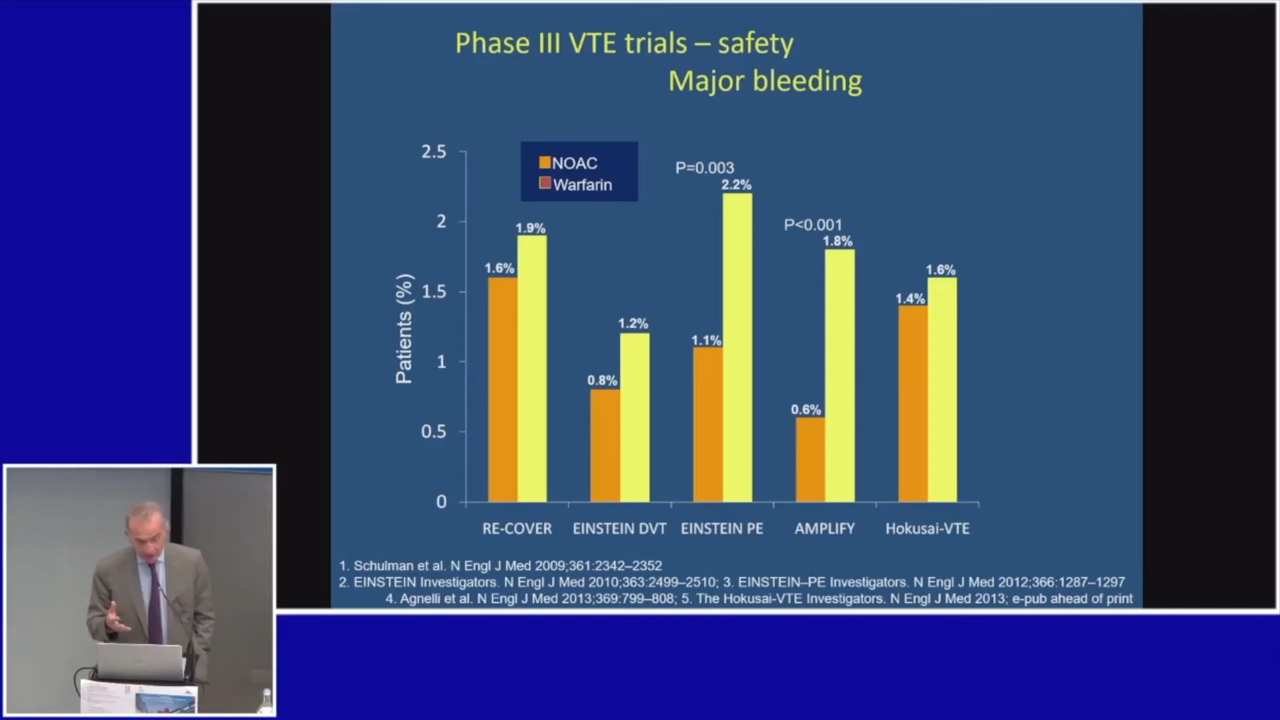 Phase III VTE trials – safety
Major bleeding
2.5
2
1.5
1
0.5
0
Patients (%)
NOAC
Warfarin
1.6%
1.9%
0.8%
1.2%
P=0.003
1.1%
2.2%
P<0.001
0.6%
1.8%
1.4%
1.6%
RE-COVER
EINSTEIN DVT
EINSTEIN PE
AMPLIFY
Hokusai-VTE
1. Schulman et al. N Engl J Med 2009;361:2342–2352
2. EINSTEIN Investigators. N Engl J Med 2010;363:2499–2510; 3. EINSTEIN–PE Investigators. N Engl J Med 2012;366:1287–1297
4. Agnelli et al. N Engl J Med 2013;369:799–808; 5. The Hokusai-VTE Investigators. N Engl J Med 2013; e-pub ahead of print